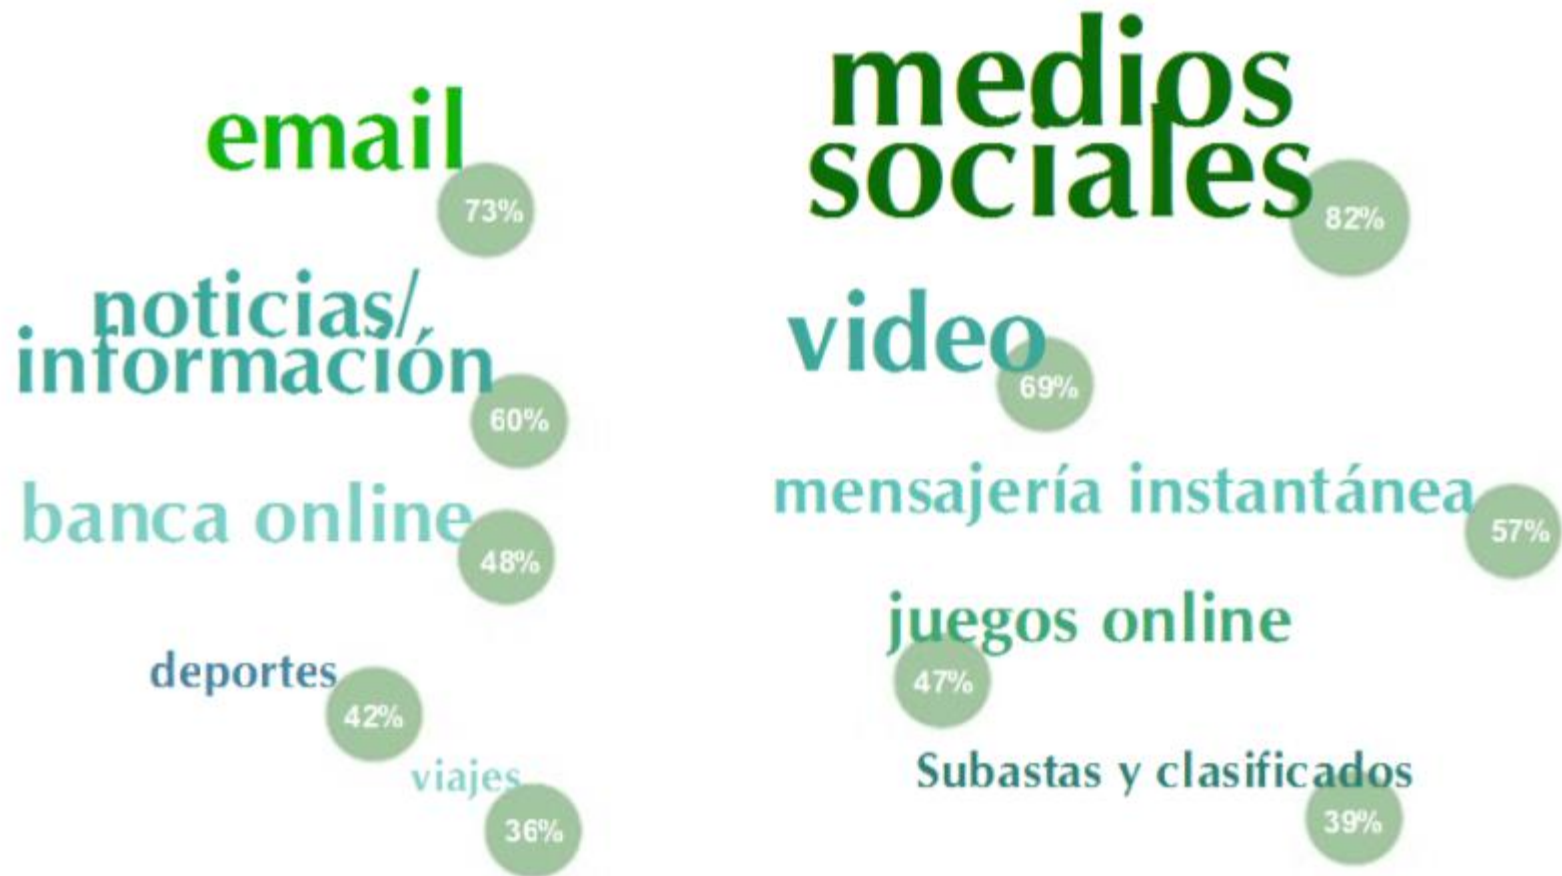 email
73%
medios
sociales
82%
noticias/
información
60%
video
69%
banca online
48%
mensajería instantánea
57%
juegos online
47%
deportes
42%
viajes
36%
Subastas y clasificados
39%